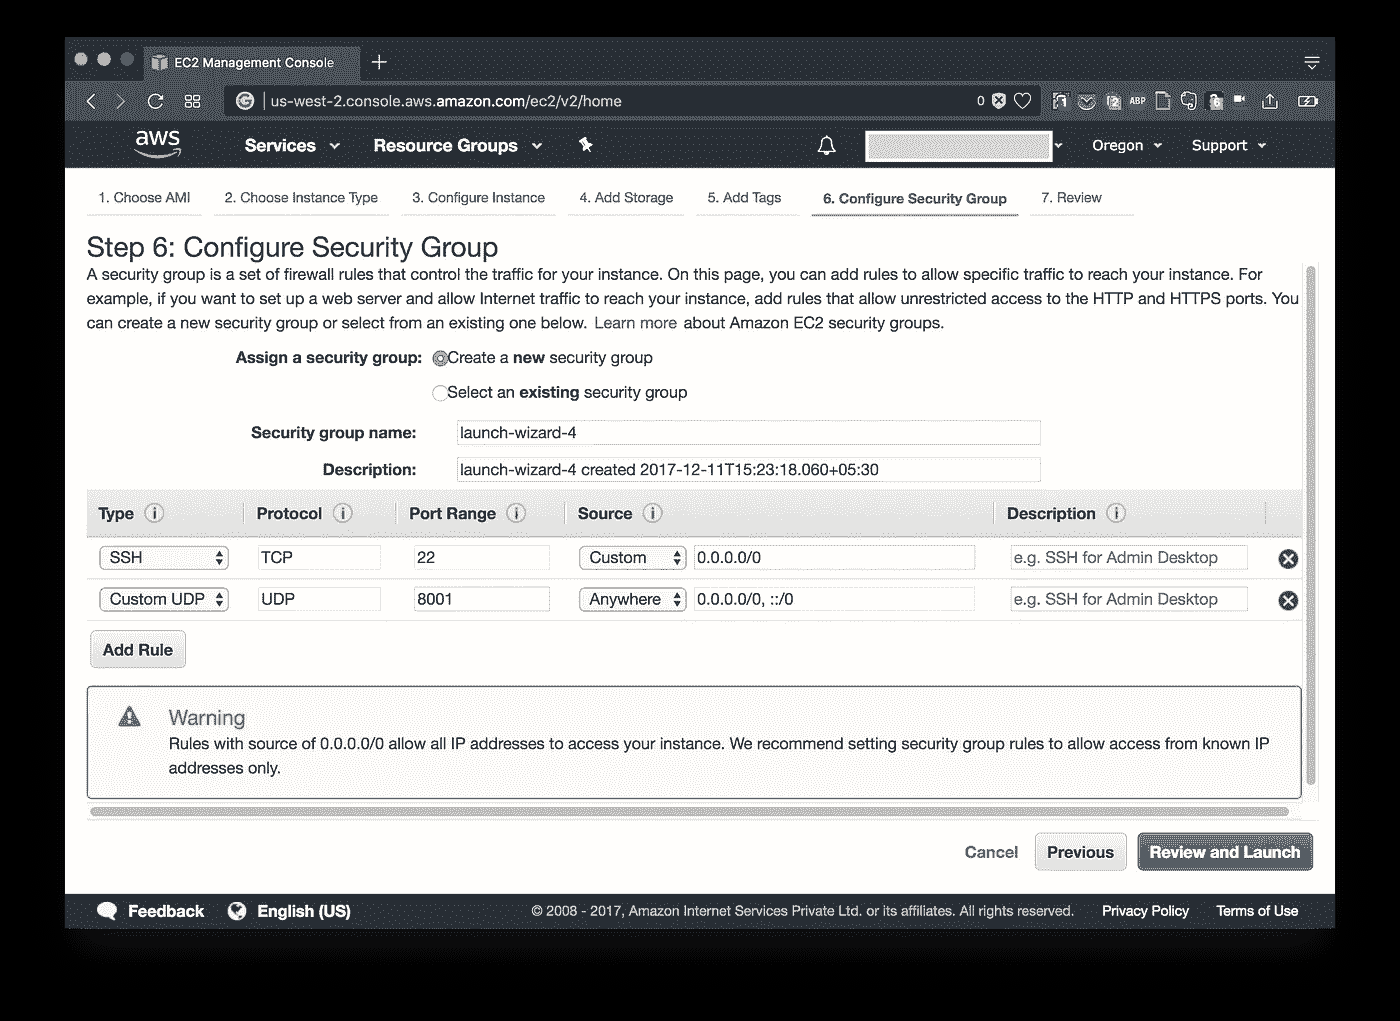 EC2 Management Console
us-west-2.console.aws.amazon.com/ec2/v2/home
0
ABP
aws
Services
Resource Groups
Oregon
Support
1. Choose AMI
2. Choose Instance Type
3. Configure Instance
4. Add Storage
5. Add Tags
6. Configure Security Group
7. Review
Step 6: Configure Security Group
A security group is a set of firewall rules that control the traffic for your instance. On this page, you can add rules to allow specific traffic to reach your instance. For
example, if you want to set up a web server and allow Internet traffic to reach your instance, add rules that allow unrestricted access to the HTTP and HTTPS ports. You
can create a new security group or select from an existing one below. Learn more about Amazon EC2 security groups.
Assign a security group: Create a new security group
Select an existing security group
Security group name: launch-wizard-4
Description: launch-wizard-4 created 2017-12-11T15:23:18.060+05:30
Type Protocol Port Range Source Description
SSH TCP 22 Custom 0.0.0.0/0 e.g. SSH for Admin Desktop
Custom UDP UDP 8001 Anywhere 0.0.0.0/0, ::/0 e.g. SSH for Admin Desktop
Add Rule
Warning
Rules with source of 0.0.0.0/0 allow all IP addresses to access your instance. We recommend setting security group rules to allow access from known IP
addresses only.
Cancel
Previous
Review and Launch
Feedback
English (US)
© 2008 - 2017, Amazon Internet Services Private Ltd. or its affiliates. All rights reserved.
Privacy Policy
Terms of Use